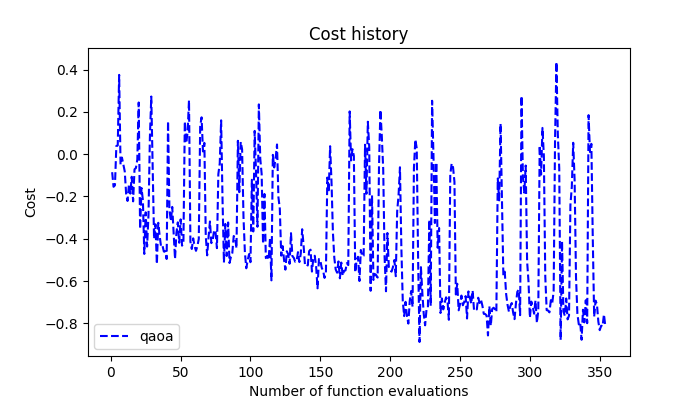 Cost history
Cost
0.4
0.2
0.0
−0.2
−0.4
−0.6
−0.8
qaoa
0 50 100 150 200 250 300 350
Number of function evaluations